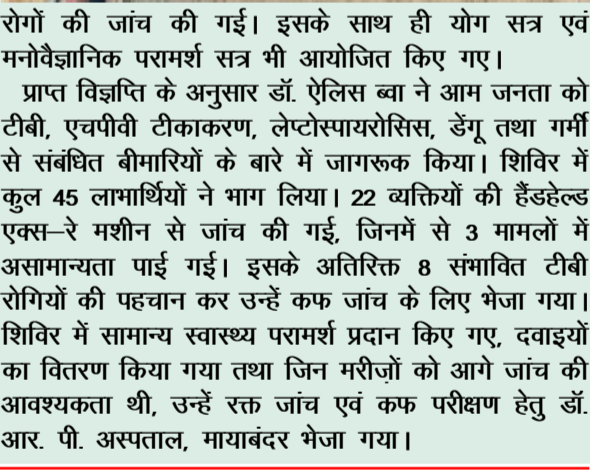 रोगों की जांच की गई। इसके साथ ही योग सत्र एवं
मनोवैज्ञानिक परामर्श सत्र भी आयोजित किए गए।
प्राप्त विज्ञप्ति के अनुसार डॉ. ऐलिस ब्वा ने आम जनता को
टीबी, एचपीवी टीकाकरण, लेप्टोस्पायरोसिस, डेंगू तथा गर्मी
से संबंधित बीमारियों के बारे में जागरूक किया। शिविर में
कुल 45 लाभार्थियों ने भाग लिया। 22 व्यक्तियों की हैंडहेल्ड
एक्स–रे मशीन से जांच की गई, जिनमें से 3 मामलों में
असामान्यता पाई गई। इसके अतिरिक्त 8 संभावित टीबी
रोगियों की पहचान कर उन्हें कफ जांच के लिए भेजा गया।
शिविर में सामान्य स्वास्थ्य परामर्श प्रदान किए गए, दवाइयों
का वितरण किया गया तथा जिन मरीज़ों को आगे जांच की
आवश्यकता थी, उन्हें रक्त जांच एवं कफ परीक्षण हेतु डॉ.
आर. पी. अस्पताल, मायाबंदर भेजा गया।